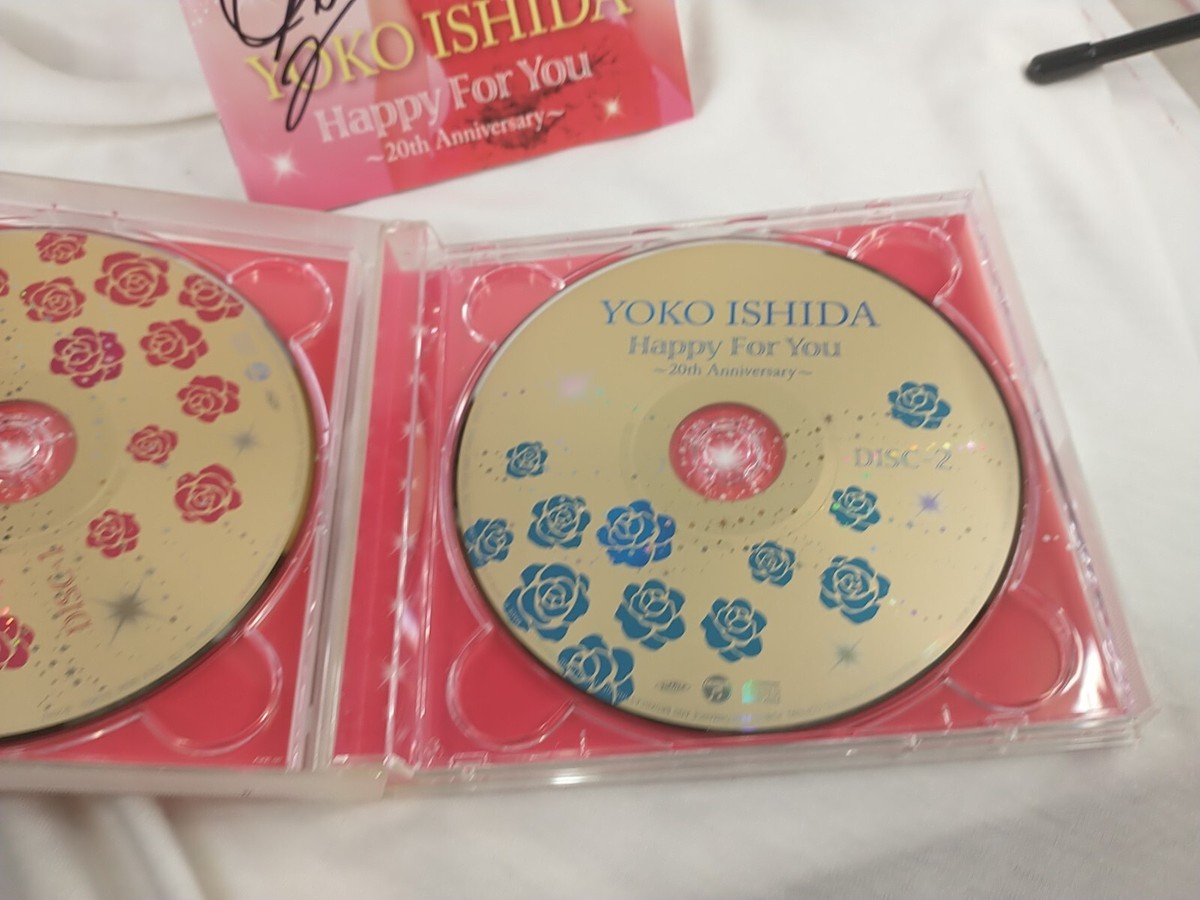 YOKO ISHIDA
Happy For You
~20th Anniversary~
YOKO ISHIDA
Happy For You
~20th Anniversary~
DISC-2
DISC-1